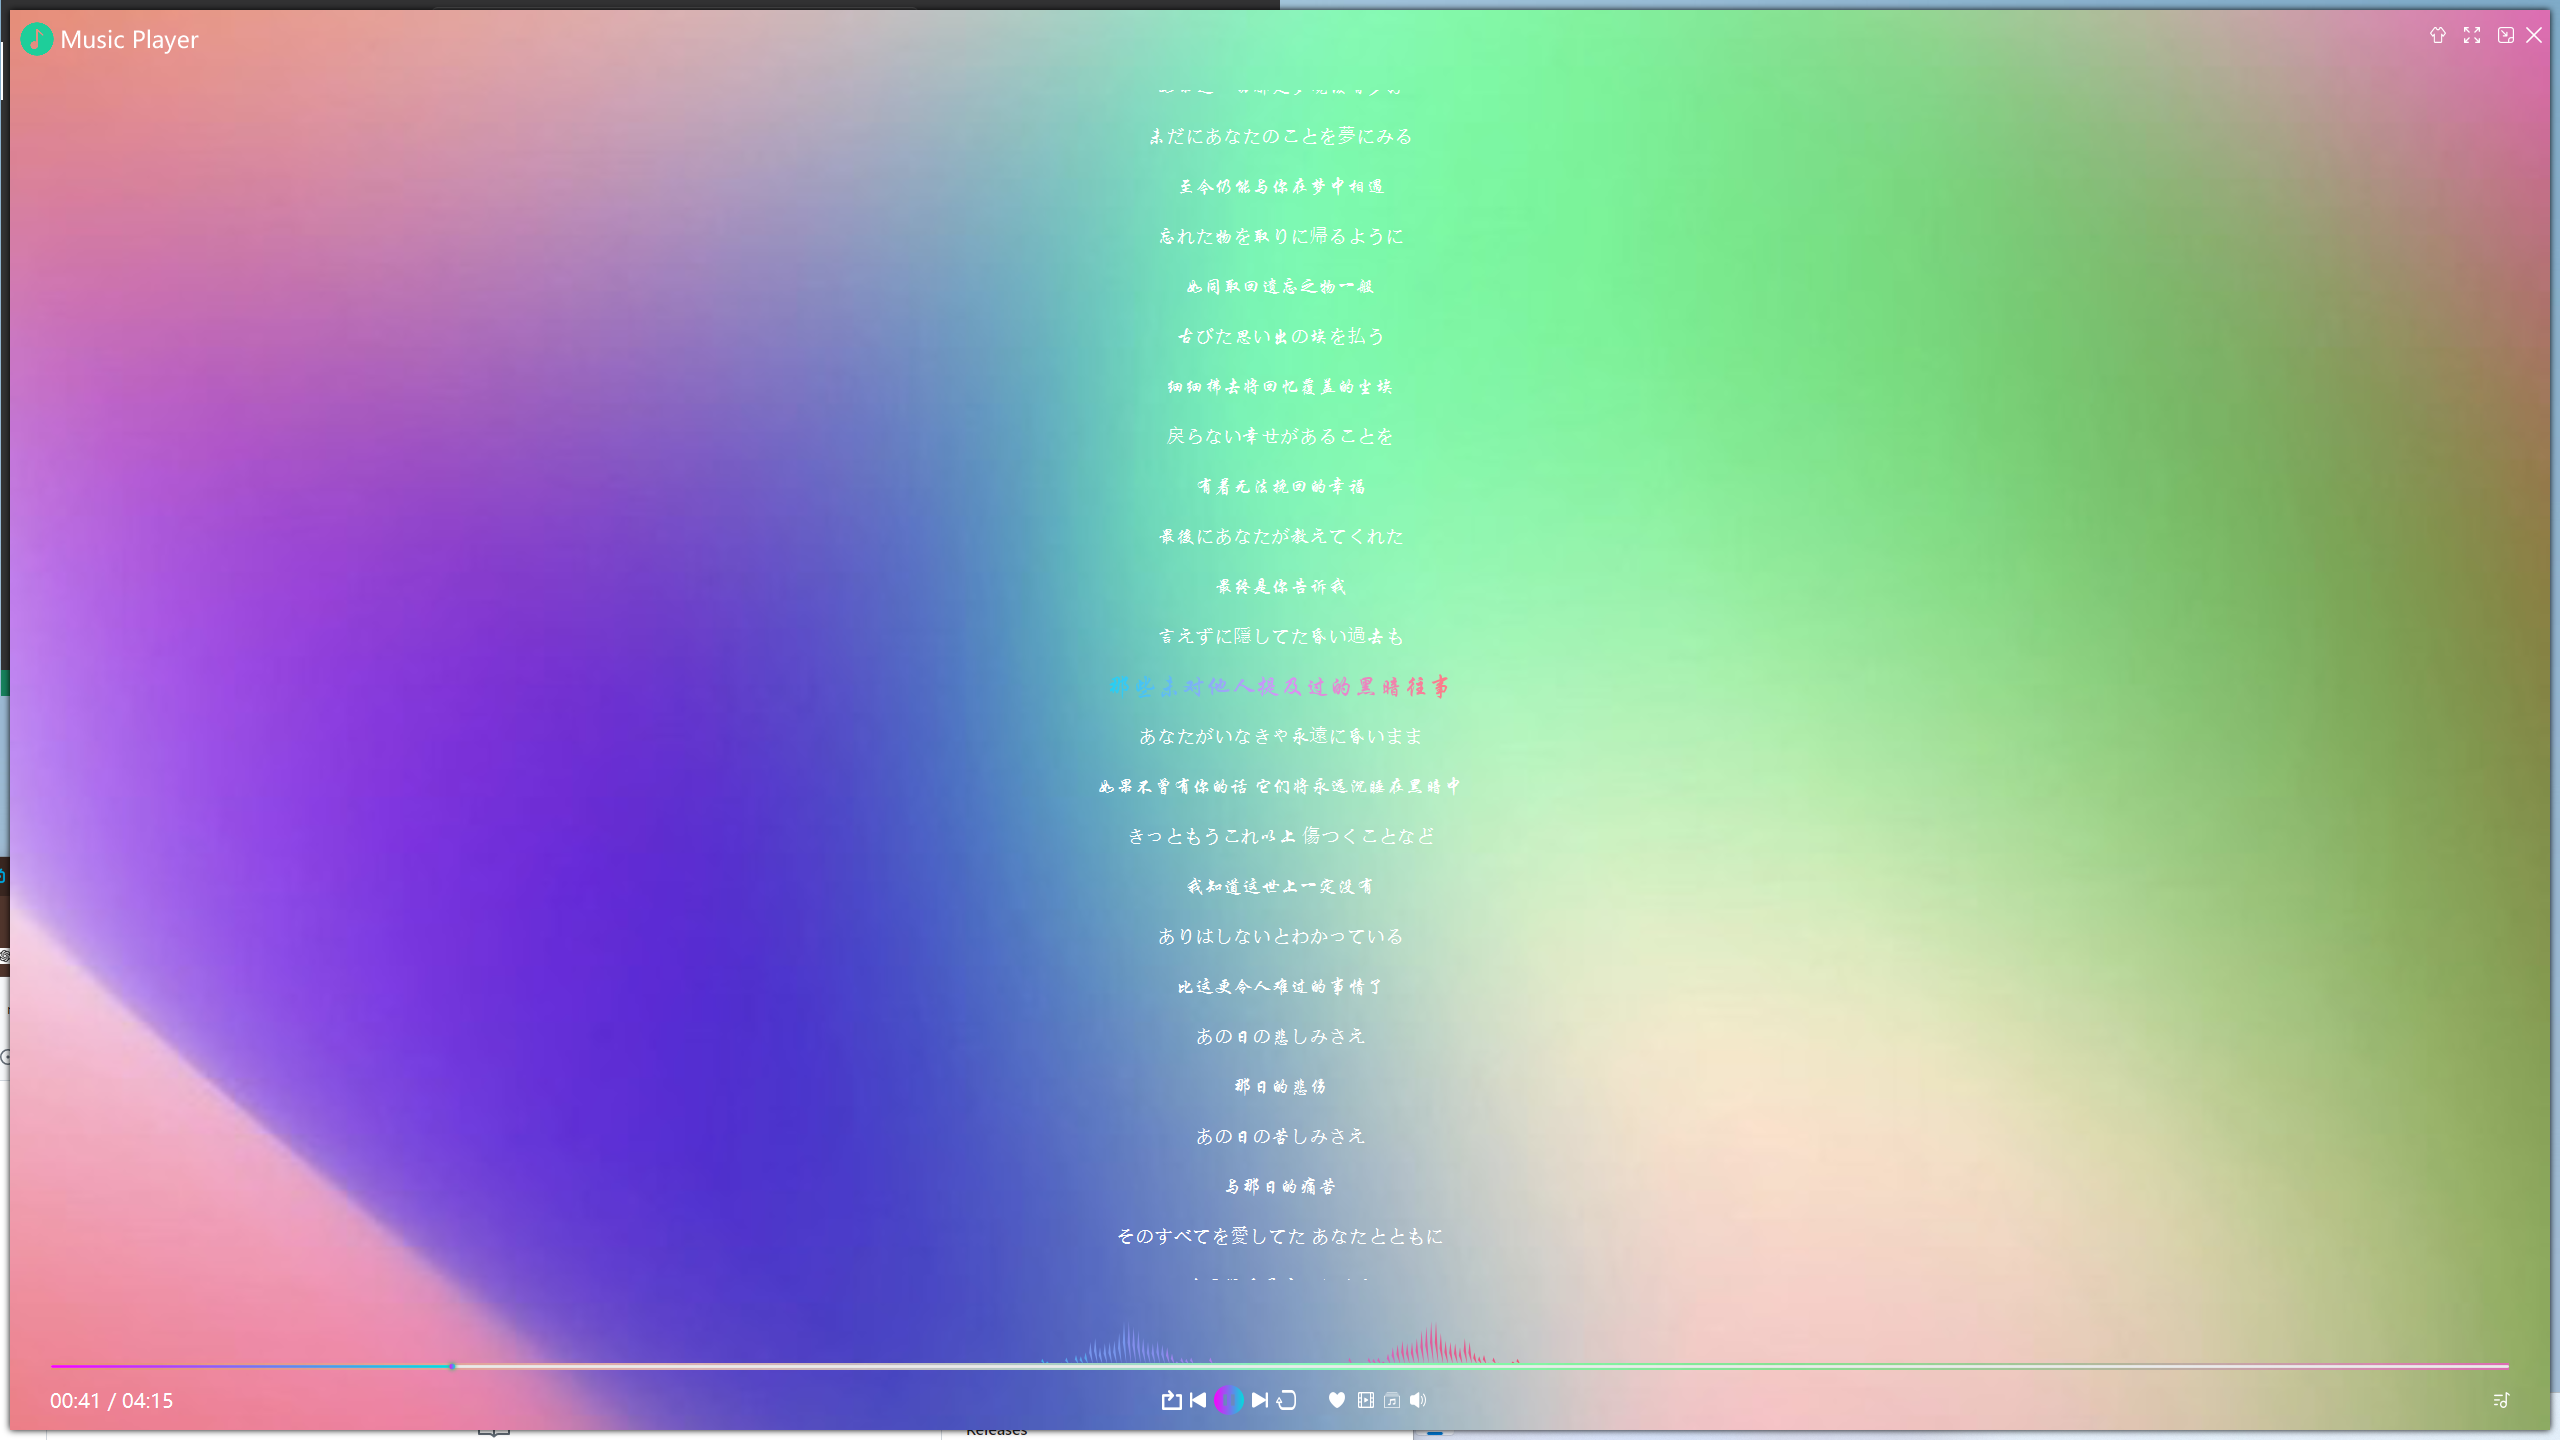 Music Player
未だにあなたのことを夢にみる
至今仍能与你在梦中相遇
忘れた物を取りに帰るように
如同取回遗忘之物一般
古びた思い出の埃を払う
细细拂去将回忆覆盖的尘埃
戻らない幸せがあることを
有着无法挽回的幸福
最後にあなたが教えてくれた
最终是你告诉我
言えずに隠してた昏い過去も
那些未对他人提及过的黑暗往事
あなたがいなきゃ永遠に昏いまま
如果不曾有你的话 它们将永远沉睡在黑暗中
きっともうこれ以上 傷つくことなど
我知道这世上一定没有
ありはしないとわかっている
比这更令人难过的事情了
あの日の悲しみさえ
那日的悲伤
あの日の苦しみさえ
与那日的痛苦
そのすべてを愛してた あなたとともに
00:41 / 04:15
Releases